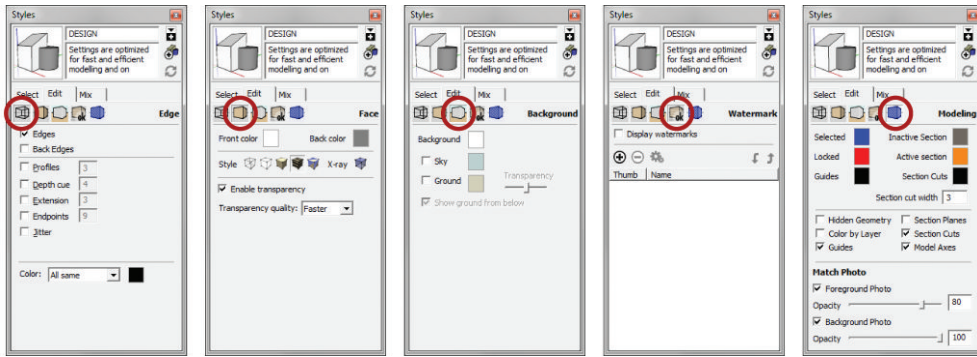 Styles
DESIGN
Settings are optimized
for fast and efficient
modelling and on
Select Edit Mix
Edge
Edges
Back Edges
Profiles 3
Depth cue 4
Extension 3
Endpoints 9
Jitter
Color: All same
Styles
DESIGN
Settings are optimized
for fast and efficient
modelling and on
Select Edit Mix
Face
Front color Back color
Style X-ray
Enable transparency
Transparency quality: Faster
Styles
DESIGN
Settings are optimized
for fast and efficient
modelling and on
Select Edit Mix
Background
Background
Sky
Ground Transparency
Show ground from below
Styles
DESIGN
Settings are optimized
for fast and efficient
modelling and on
Select Edit Mix
Watermark
Display watermarks
Thumb Name
Styles
DESIGN
Settings are optimized
for fast and efficient
modelling and on
Select Edit Mix
Modeling
Selected Inactive Section
Locked Active section
Guides Section Cuts
Section cut width 3
Hidden Geometry Section Planes
Color by Layer Section Cuts
Guides Model Axes
Match Photo
Foreground Photo
Opacity 80
Background Photo
Opacity 100